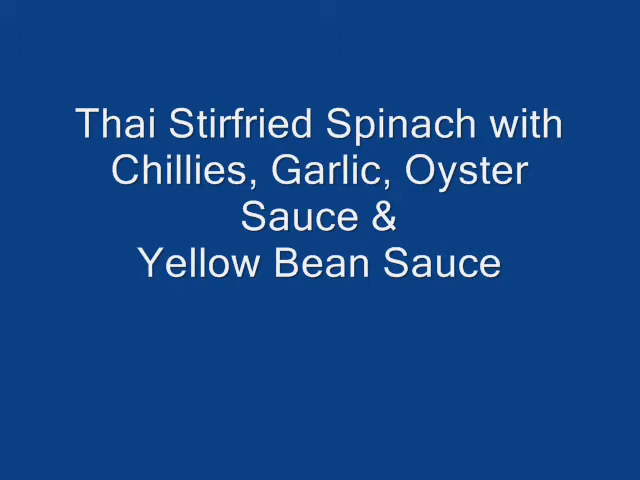 Thai Stirfried Spinach with
Chillies, Garlic, Oyster
Sauce &
Yellow Bean Sauce